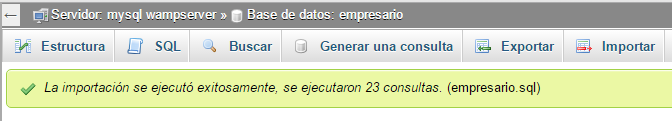 Servidor: mysql wampserver » Base de datos: empresario
Estructura SQL Buscar Generar una consulta Exportar Importar
La importación se ejecutó exitosamente, se ejecutaron 23 consultas. (empresario.sql)